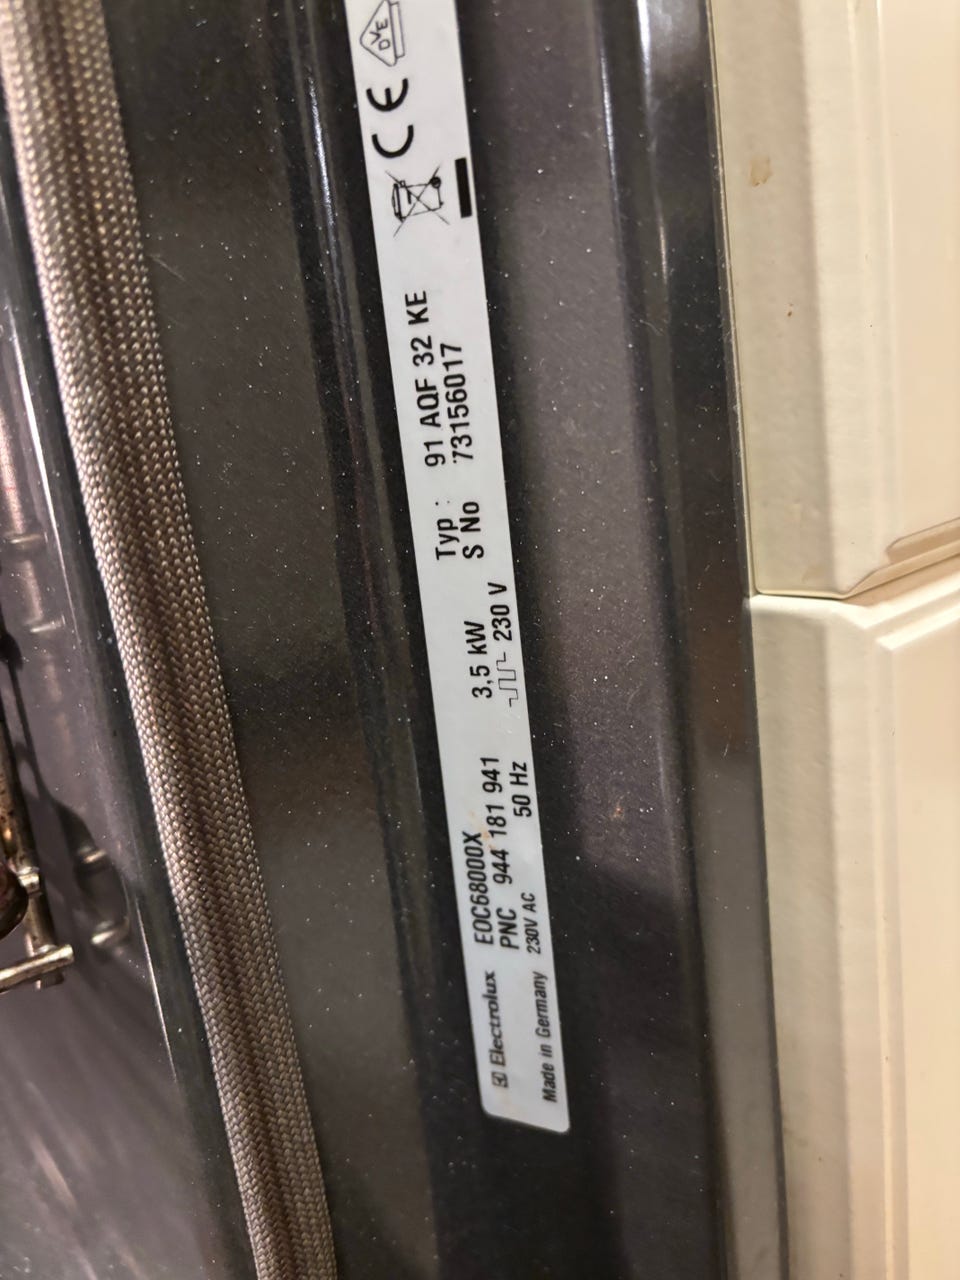 Electrolux
Made in Germany
EOC68000X
PNC 944 181 941
230V AC 50 Hz
3,5 kW
230 V
Typ : 91 AQF 32 KE
S No 73156017
CE
DVE